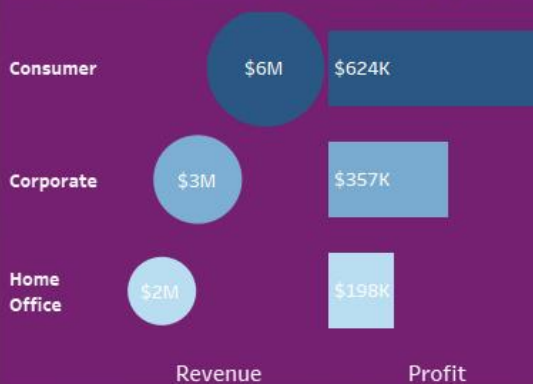 Consumer $6M $624K
Corporate $3M $357K
Home
Office
$2M $198K
Revenue Profit